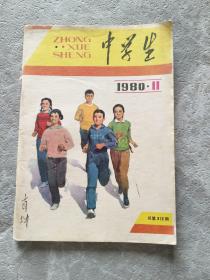 ZHONG
XUE
SHENG
中学生
1980·11